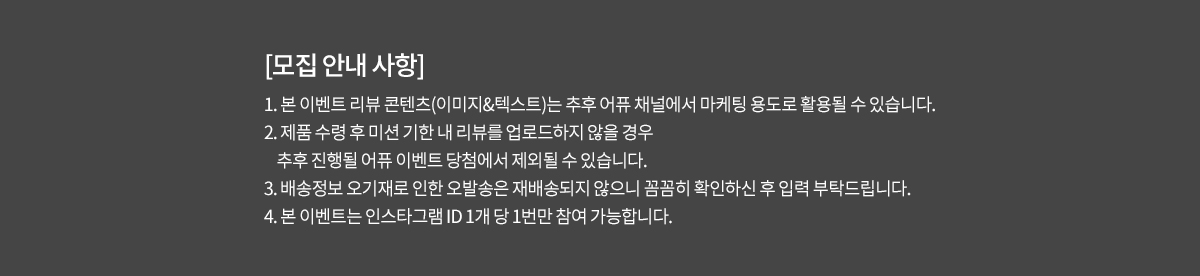 [모집 안내 사항]
1. 본 이벤트 리뷰 콘텐츠(이미지&텍스트)는 추후 어퓨 채널에서 마케팅 용도로 활용될 수 있습니다.
2. 제품 수령 후 미션 기한 내 리뷰를 업로드하지 않을 경우
추후 진행될 어퓨 이벤트 당첨에서 제외될 수 있습니다.
3. 배송정보 오기재로 인한 오발송은 재배송되지 않으니 꼼꼼히 확인하신 후 입력 부탁드립니다.
4. 본 이벤트는 인스타그램 ID 1개 당 1번만 참여 가능합니다.